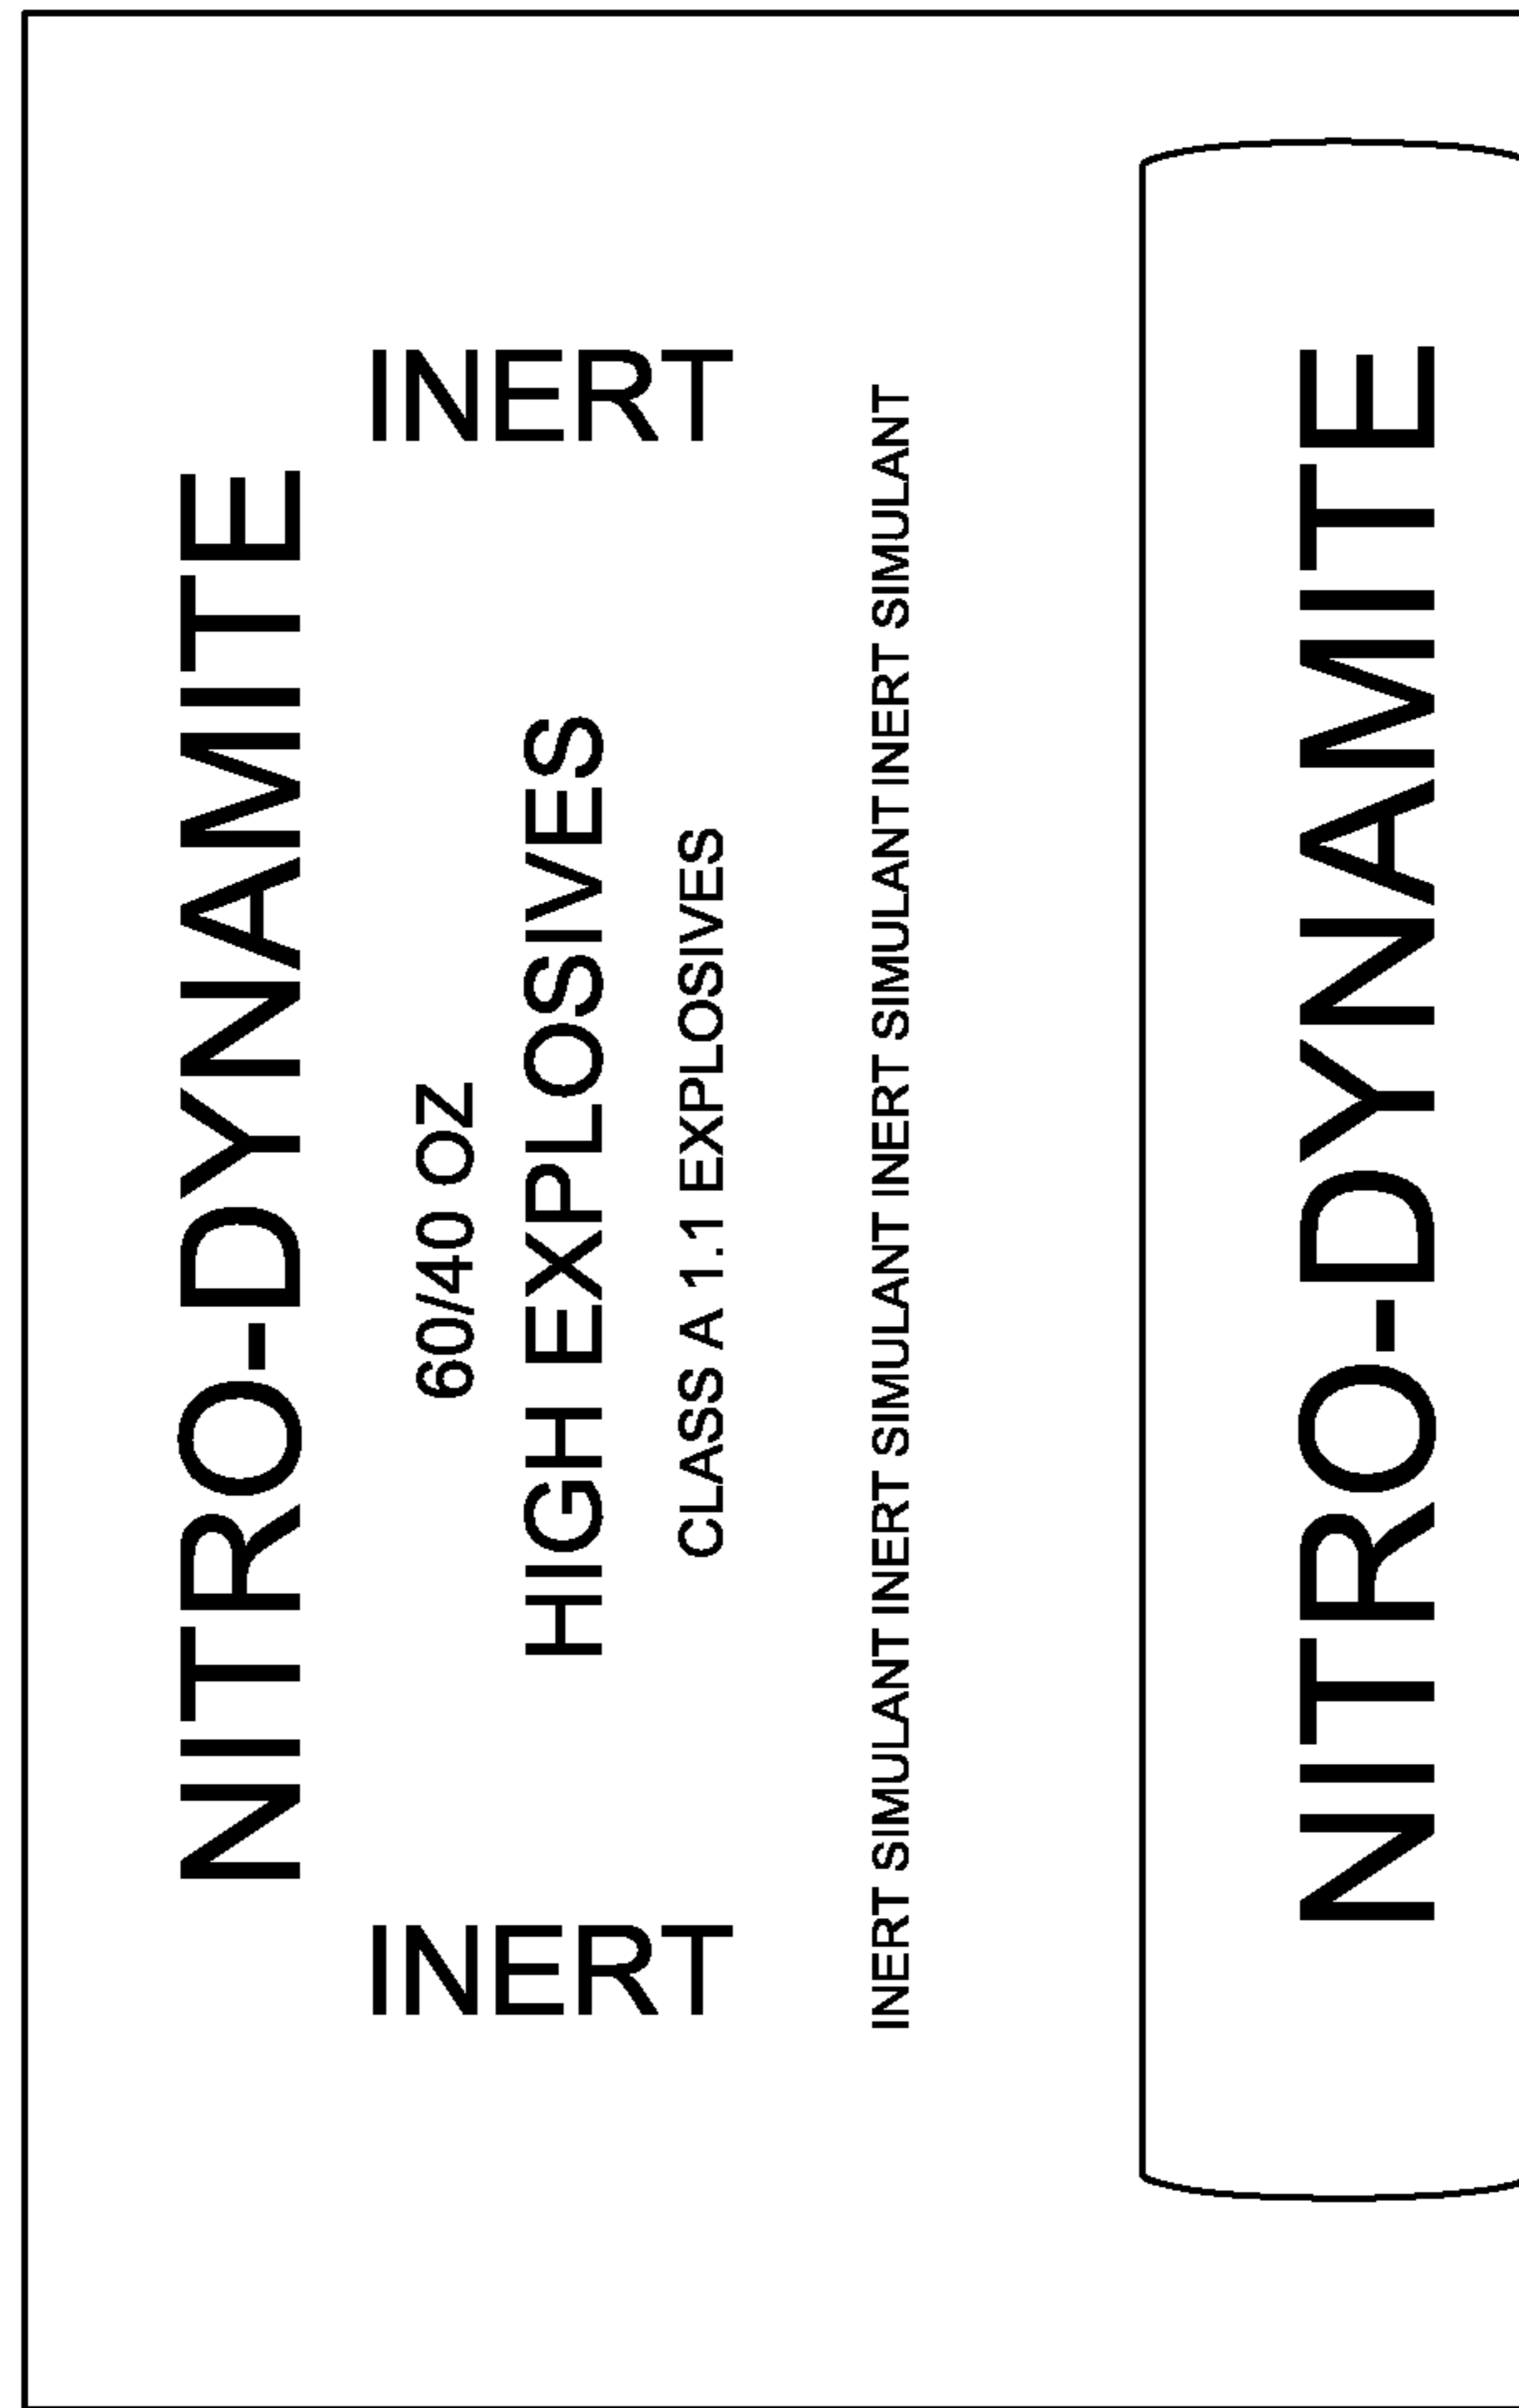 NITRO-DYNAMITE
INERT
INERT
60/40 OZ
HIGH EXPLOSIVES
CLASS A 1.1 EXPLOSIVES
INERT SIMULANT INERT SIMULANT INERT SIMULANT INERT SIMULANT
NITRO-DYNAMITE